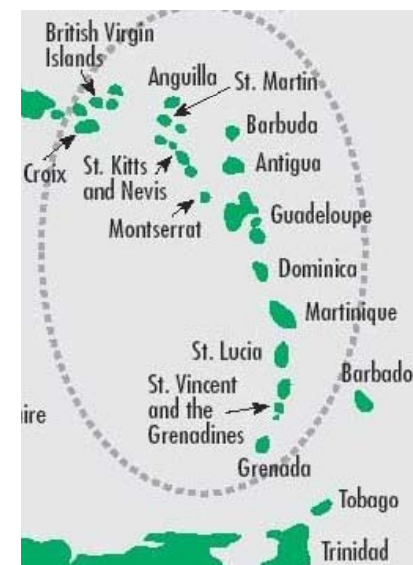 British Virgin
Islands
Anguilla
St. Martin
Barbuda
Croix
St. Kitts
and Nevis
Antigua
Montserrat
Guadeloupe
Dominica
Martinique
St. Lucia
Barbado
St. Vincent
and the
Grenadines
ire
Grenada
Tobago
Trinidad